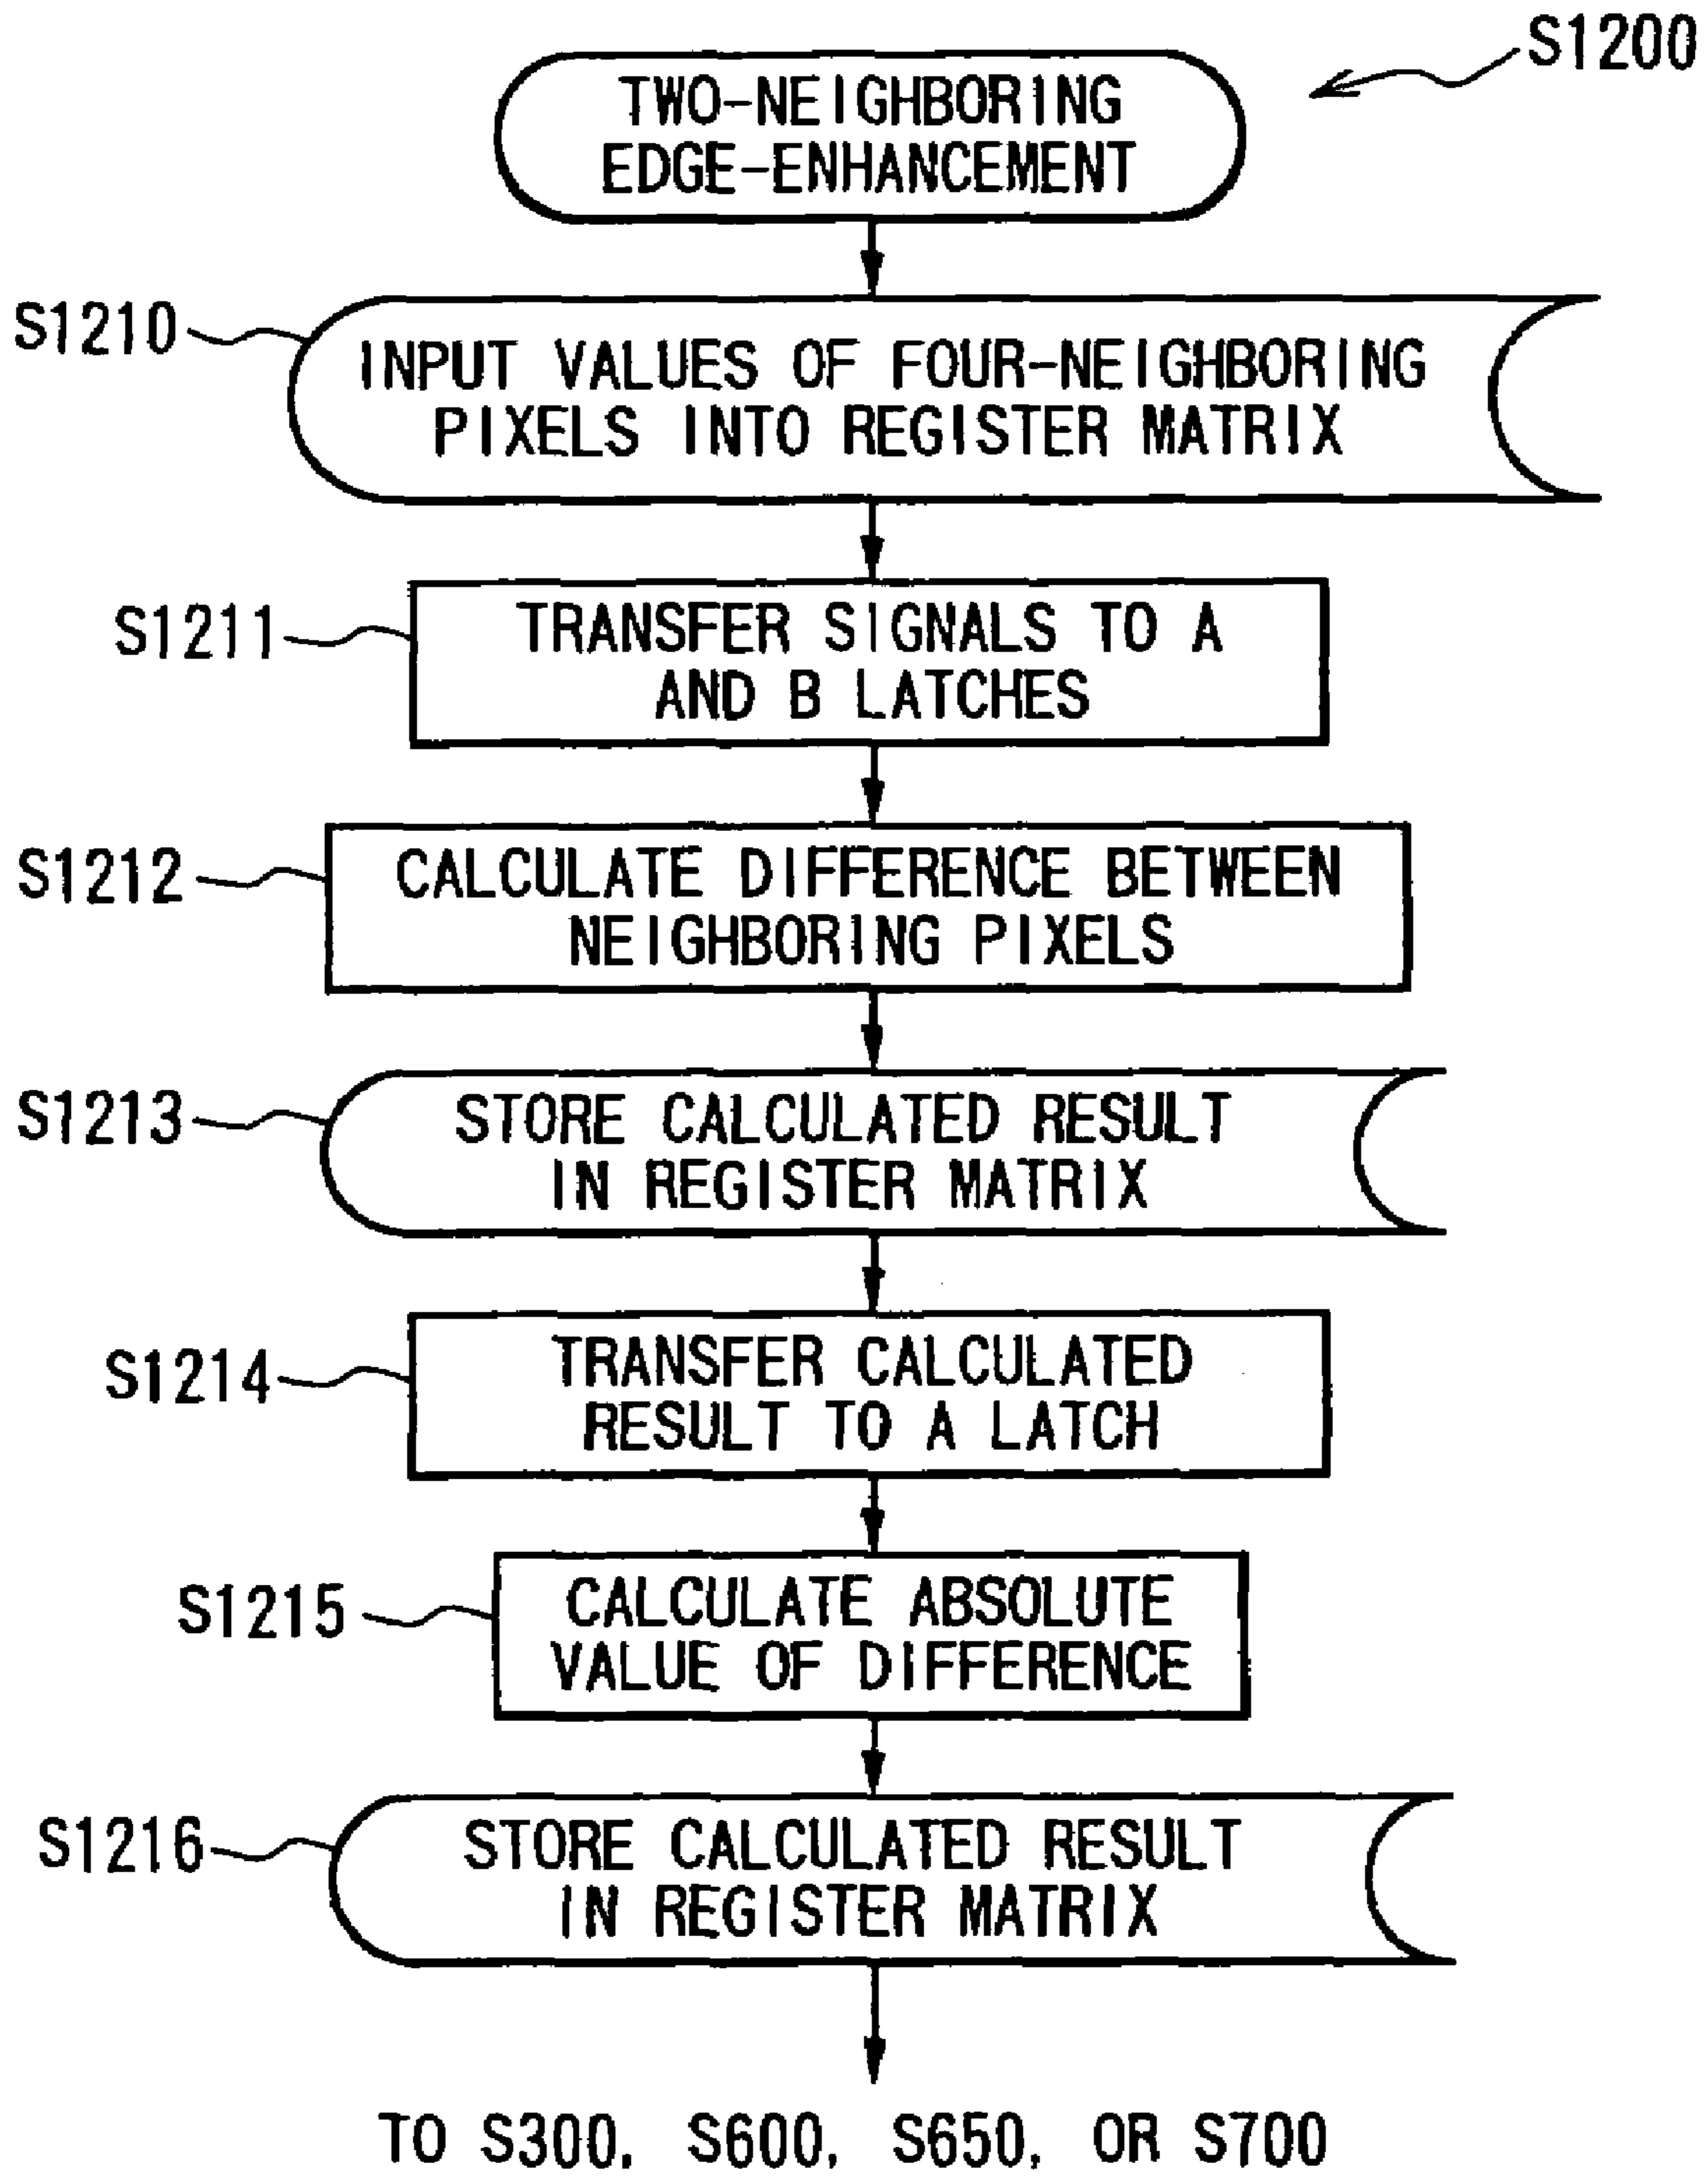 S1200
TWO-NEIGHBORING
EDGE-ENHANCEMENT
S1210
INPUT VALUES OF FOUR-NEIGHBORING
PIXELS INTO REGISTER MATRIX
S1211
TRANSFER SIGNALS TO A
AND B LATCHES
S1212
CALCULATE DIFFERENCE BETWEEN
NEIGHBORING PIXELS
S1213
STORE CALCULATED RESULT
IN REGISTER MATRIX
S1214
TRANSFER CALCULATED
RESULT TO A LATCH
S1215
CALCULATE ABSOLUTE
VALUE OF DIFFERENCE
S1216
STORE CALCULATED RESULT
IN REGISTER MATRIX
TO S300, S600, S650, OR S700